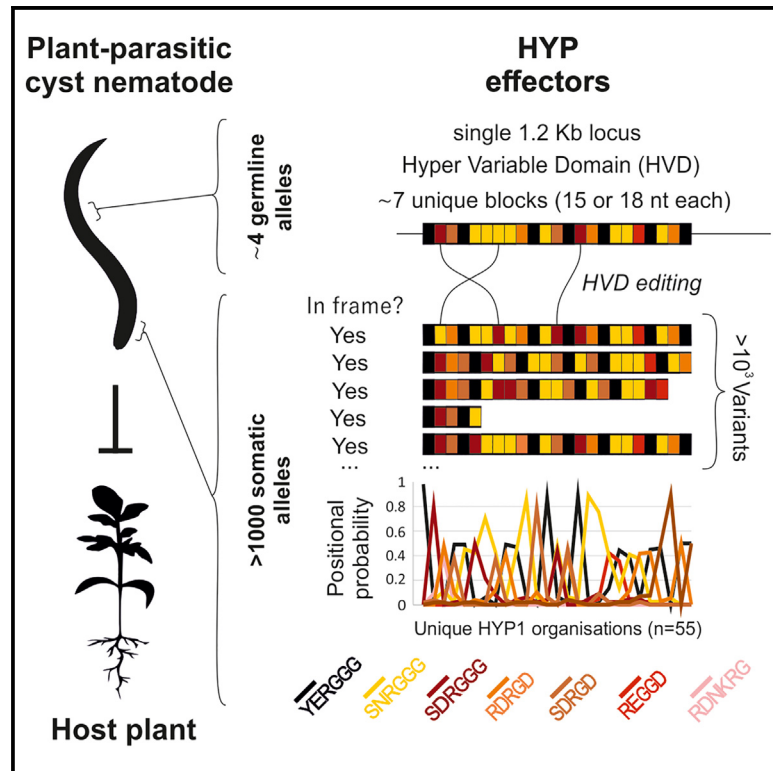 Plant-parasitic
cyst nematode
~4 germline
alleles
>1000 somatic
alleles
Host plant
HYP
effectors
single 1.2 Kb locus
Hyper Variable Domain (HVD)
~7 unique blocks (15 or 18 nt each)
HVD editing
In frame?
Yes
Yes
Yes
Yes
Yes
...
...
>10³ Variants
Positional
probability
1
0.8
0.6
0.4
0.2
0
Unique HYP1 organisations (n=55)
YERGGG
SNRGGG
SDRGGG
RDRGD
SDRGD
REGGD
RDNKRG